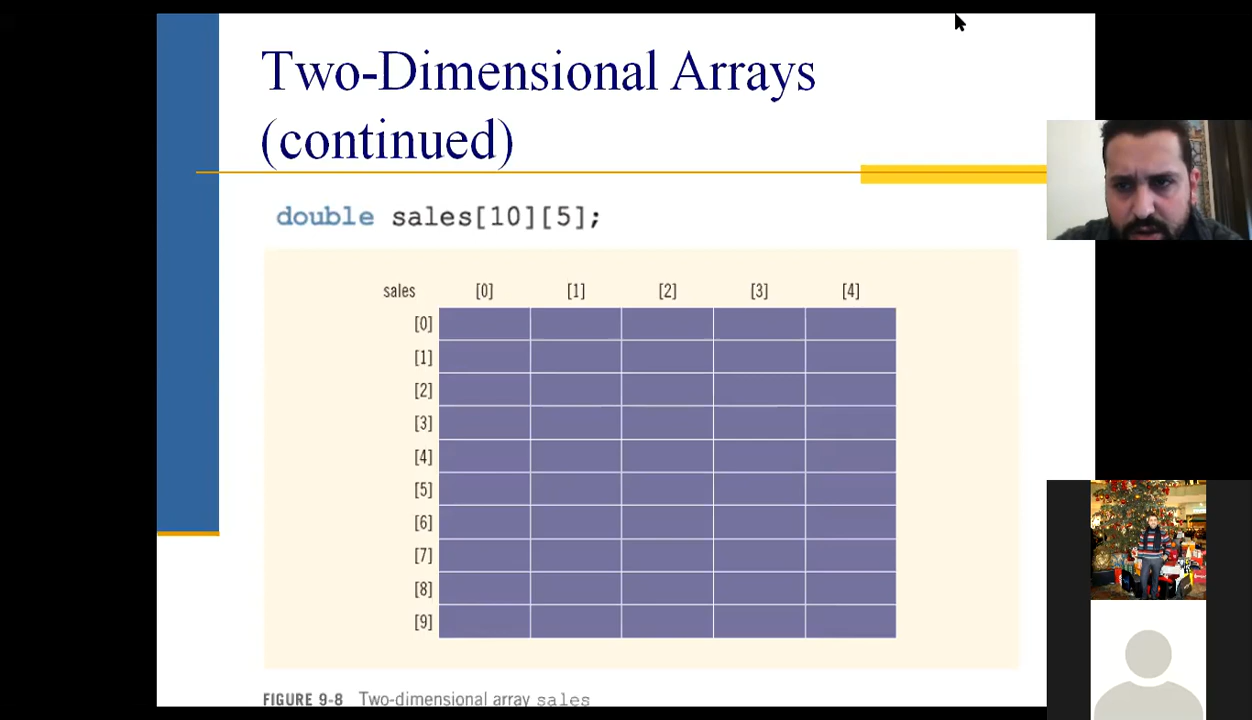 Two-Dimensional Arrays
(continued)
double sales[10][5];
sales [0] [1] [2] [3] [4]
[0]
[1]
[2]
[3]
[4]
[5]
[6]
[7]
[8]
[9]
FIGURE 9-8 Two-dimensional array sales